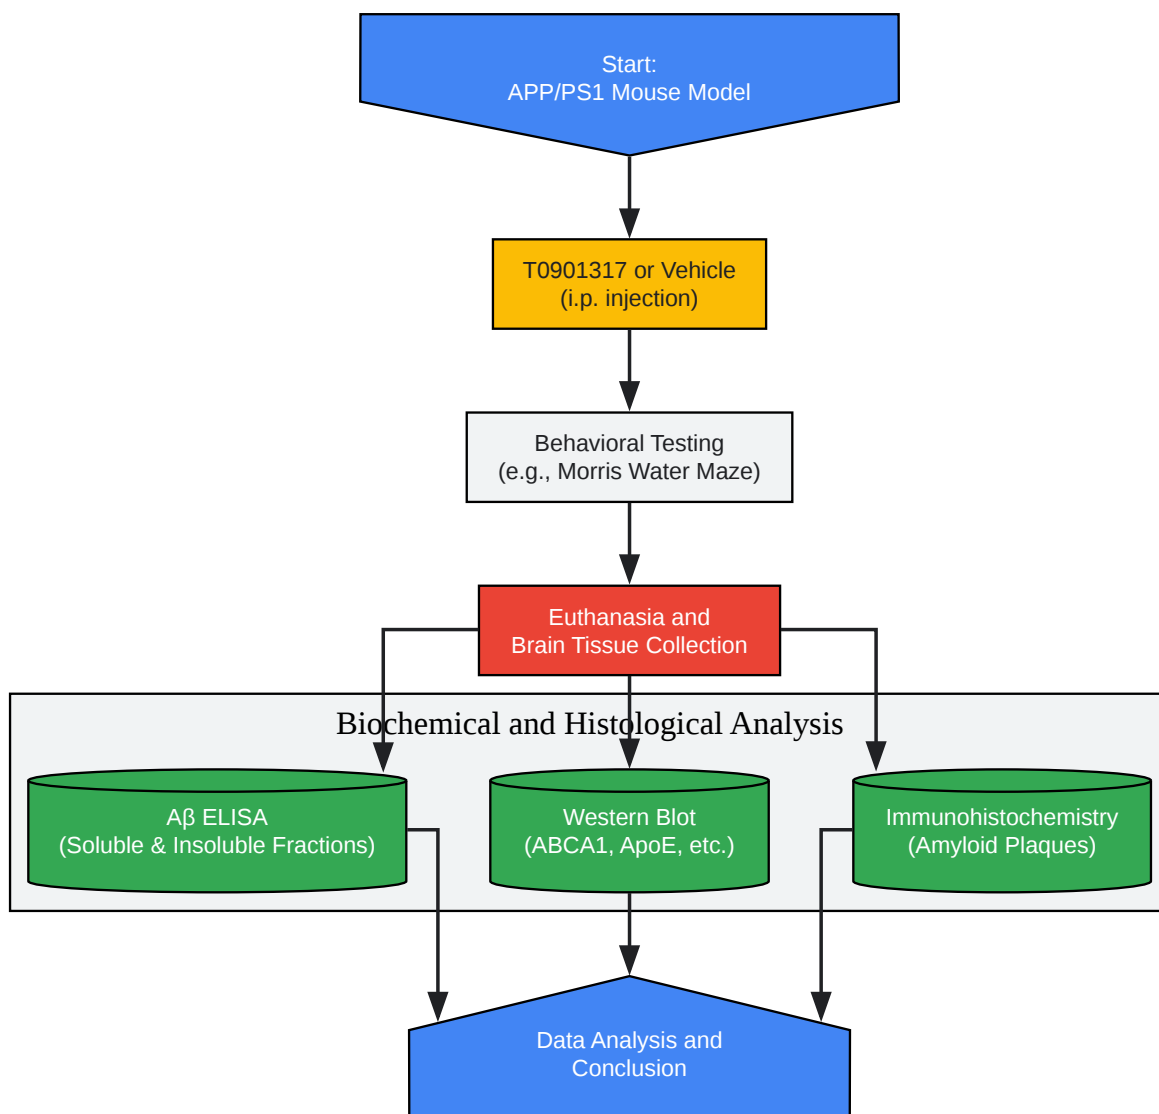 Start:
APP/PS1 Mouse Model
T0901317 or Vehicle
(i.p. injection)
Behavioral Testing
(e.g., Morris Water Maze)
Euthanasia and
Brain Tissue Collection
Biochemical and Histological Analysis
Aβ ELISA
(Soluble & Insoluble Fractions)
Western Blot
(ABCA1, ApoE, etc.)
Immunohistochemistry
(Amyloid Plaques)
Data Analysis and
Conclusion